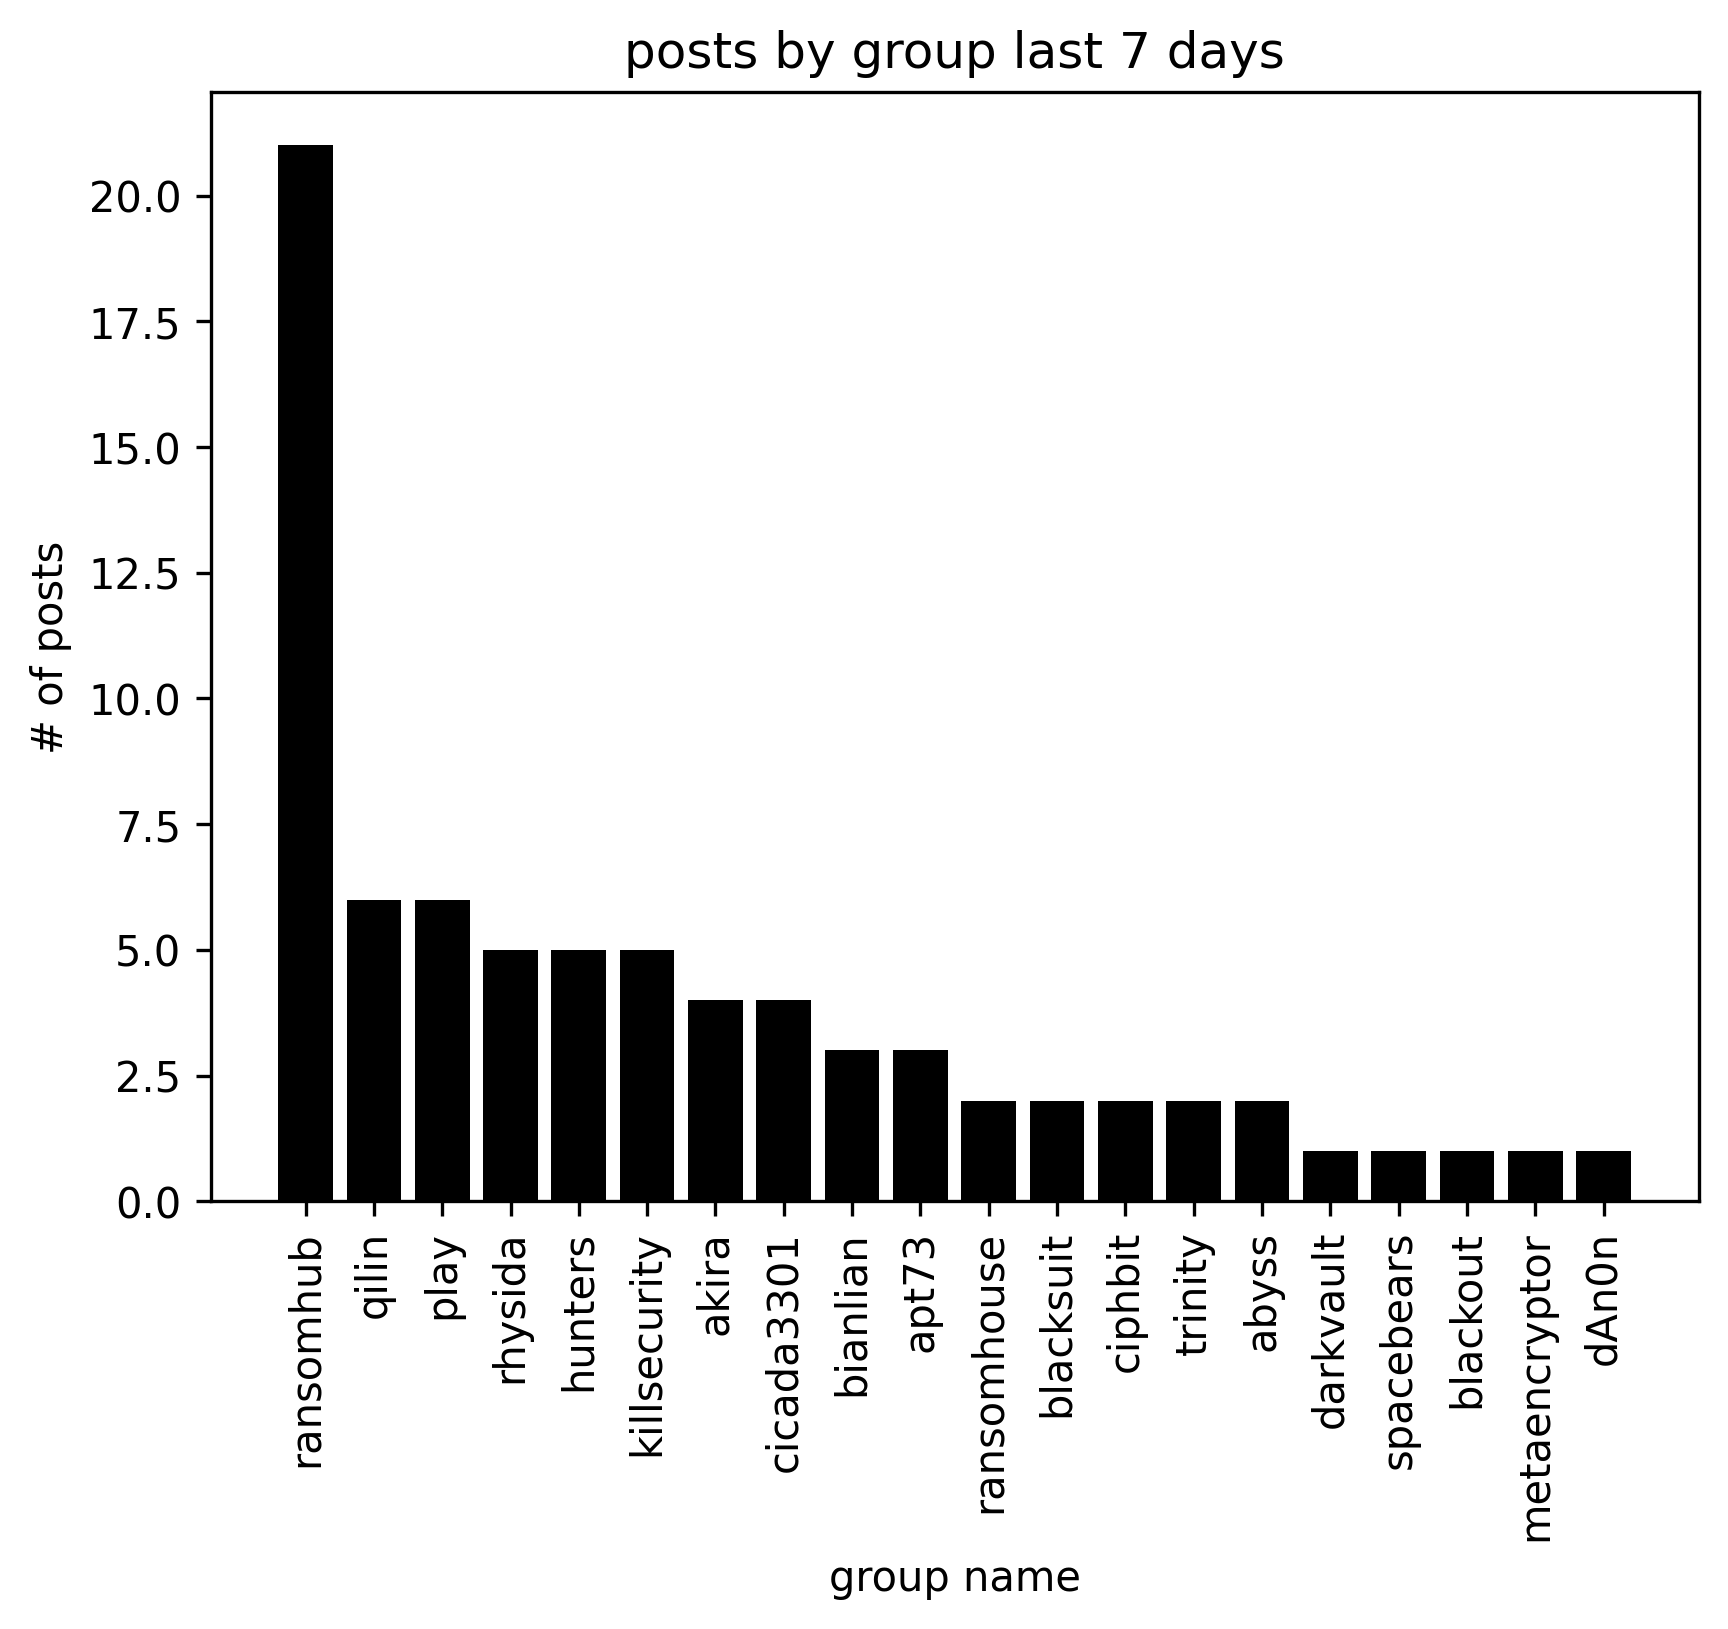 posts by group last 7 days
# of posts
20.0
17.5
15.0
12.5
10.0
7.5
5.0
2.5
0.0
ransomhub
qilin
play
rhysida
hunters
killsecurity
akira
cicada3301
bianlian
apt73
ransomhouse
blacksuit
ciphbit
trinity
abyss
darkvault
spacebears
blackout
metaencryptor
dAn0n
group name